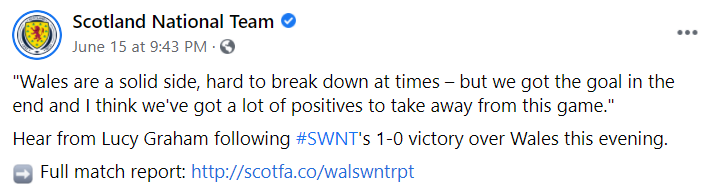 Scotland National Team
June 15 at 9:43 PM ·
"Wales are a solid side, hard to break down at times – but we got the goal in the
end and I think we've got a lot of positives to take away from this game."
Hear from Lucy Graham following #SWNT's 1-0 victory over Wales this evening.
➡️ Full match report: http://scotfa.co/walswntrpt